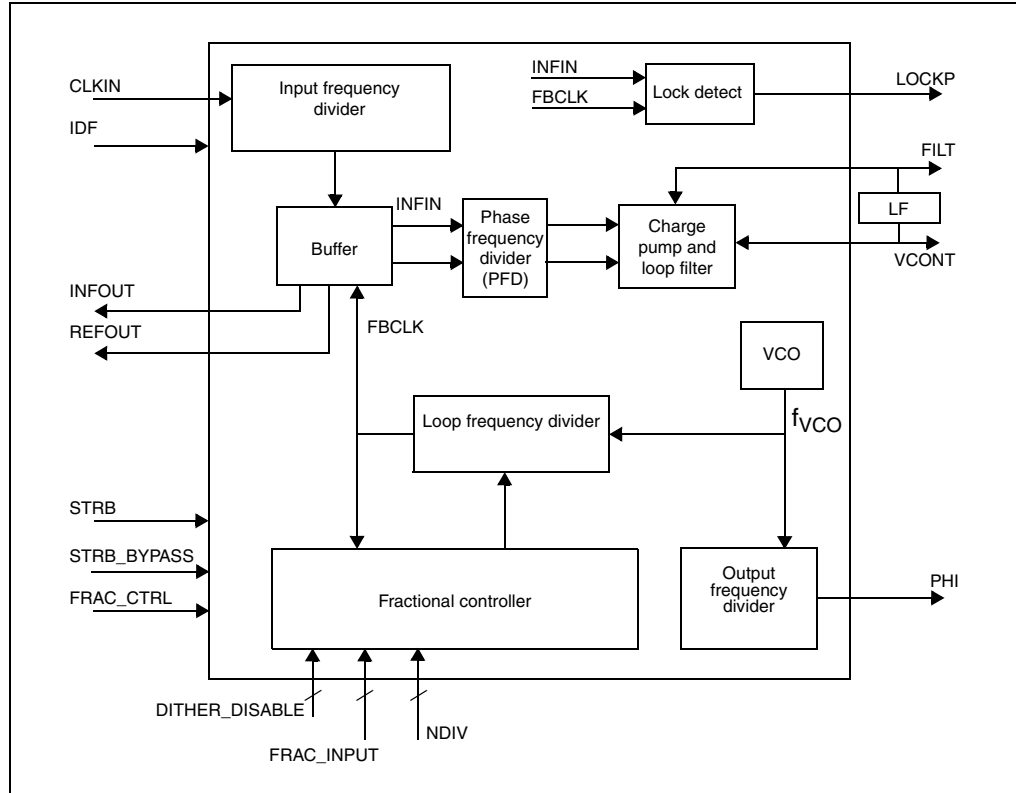 CLKIN
IDF
Input frequency
divider
INFIN
FBCLK
Lock detect
LOCKP
FILT
LF
VCONT
Buffer
INFIN
Phase
frequency
divider
(PFD)
Charge
pump and
loop filter
INFOUT
REFOUT
FBCLK
VCO
fVCO
Loop frequency divider
STRB
STRB_BYPASS
FRAC_CTRL
Fractional controller
Output
frequency
divider
PHI
DITHER_DISABLE
FRAC_INPUT
NDIV